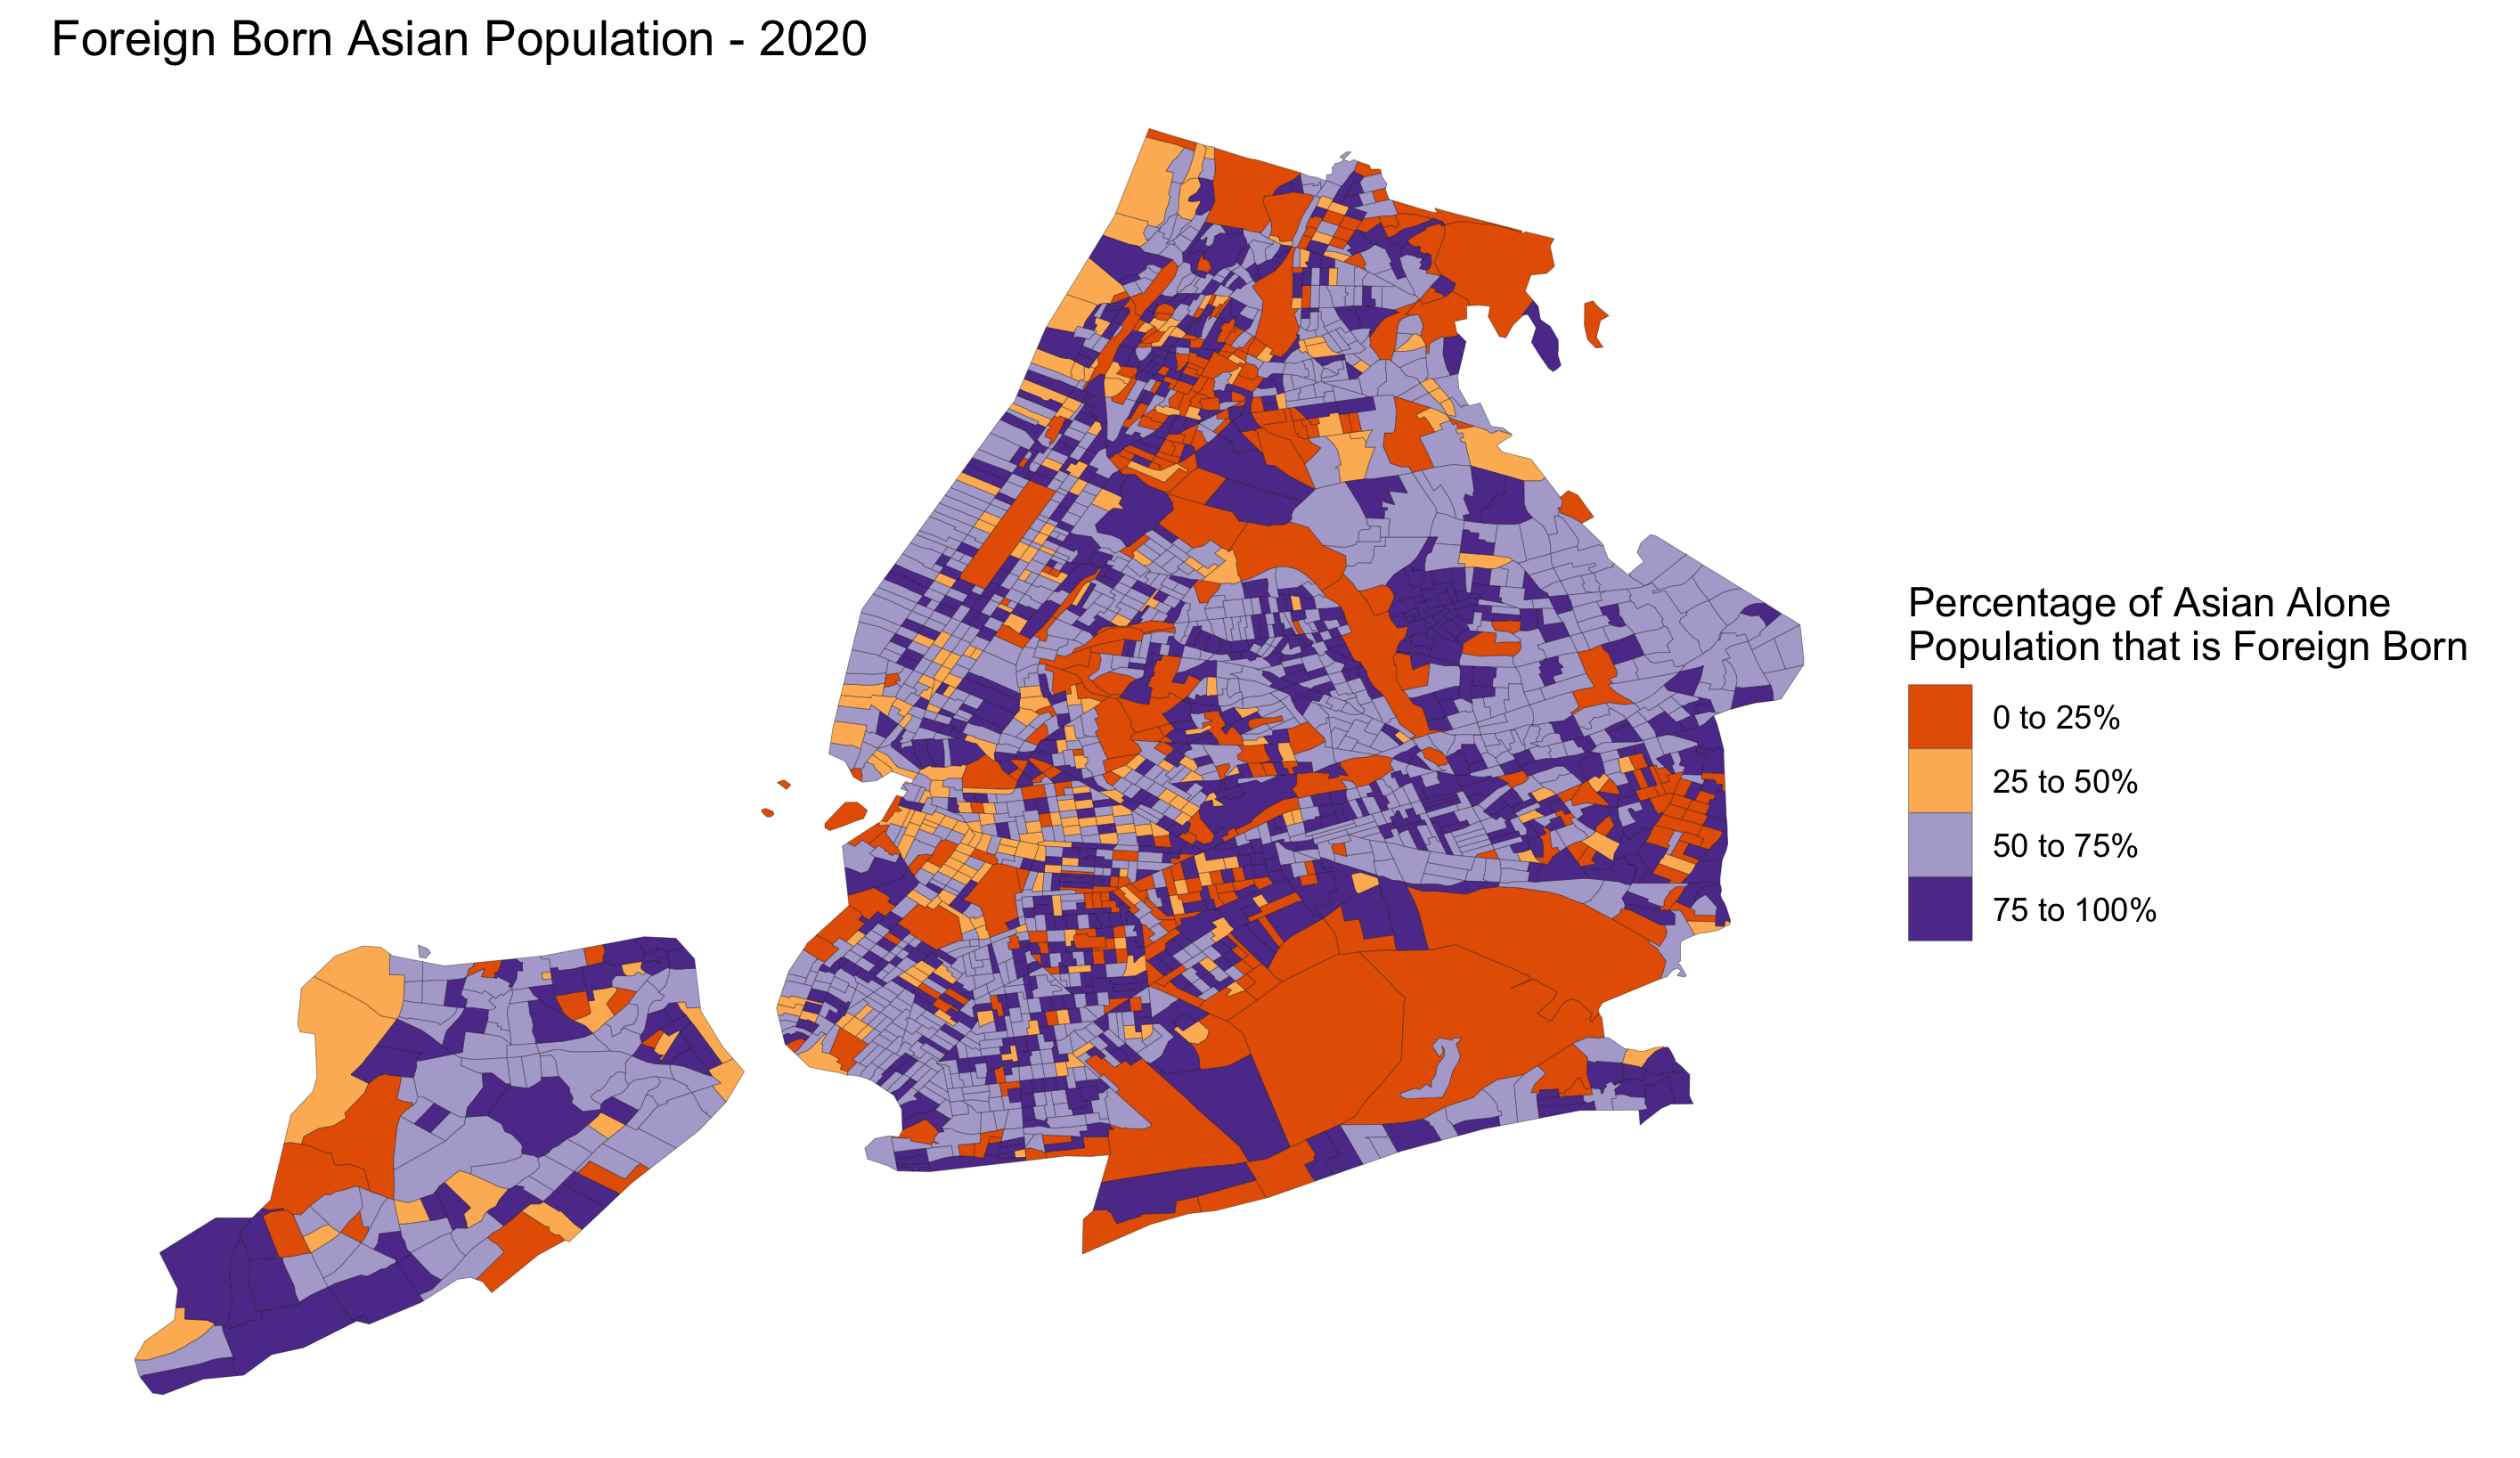 Foreign Born Asian Population - 2020
Percentage of Asian Alone
Population that is Foreign Born
0 to 25%
25 to 50%
50 to 75%
75 to 100%